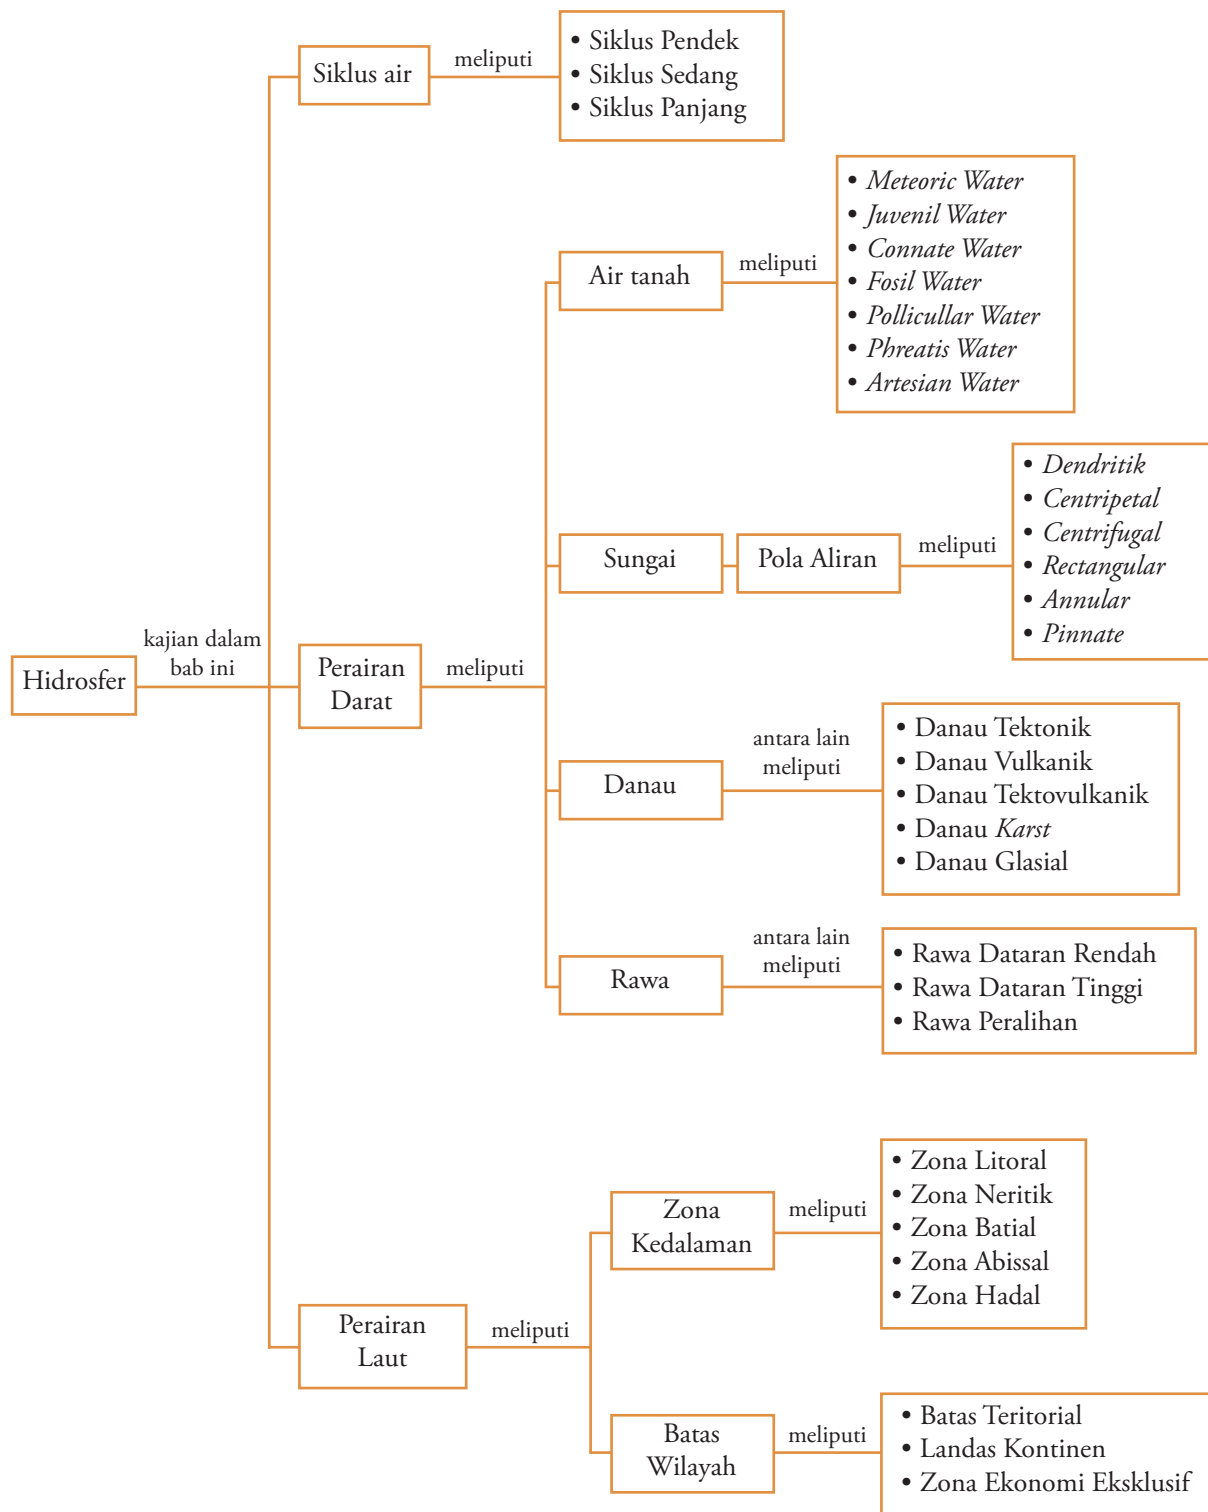 Hidrosfer
kajian dalam
bab ini
Siklus air
meliputi
• Siklus Pendek
• Siklus Sedang
• Siklus Panjang
Perairan
Darat
meliputi
Air tanah
meliputi
• Meteoric Water
• Juvenil Water
• Connate Water
• Fosil Water
• Pollicullar Water
• Phreatis Water
• Artesian Water
Sungai
Pola Aliran
meliputi
• Dendritik
• Centripetal
• Centrifugal
• Rectangular
• Annular
• Pinnate
Danau
antara lain
meliputi
• Danau Tektonik
• Danau Vulkanik
• Danau Tektovulkanik
• Danau Karst
• Danau Glasial
Rawa
antara lain
meliputi
• Rawa Dataran Rendah
• Rawa Dataran Tinggi
• Rawa Peralihan
Perairan
Laut
meliputi
Zona
Kedalaman
meliputi
• Zona Litoral
• Zona Neritik
• Zona Batial
• Zona Abissal
• Zona Hadal
Batas
Wilayah
meliputi
• Batas Teritorial
• Landas Kontinen
• Zona Ekonomi Eksklusif